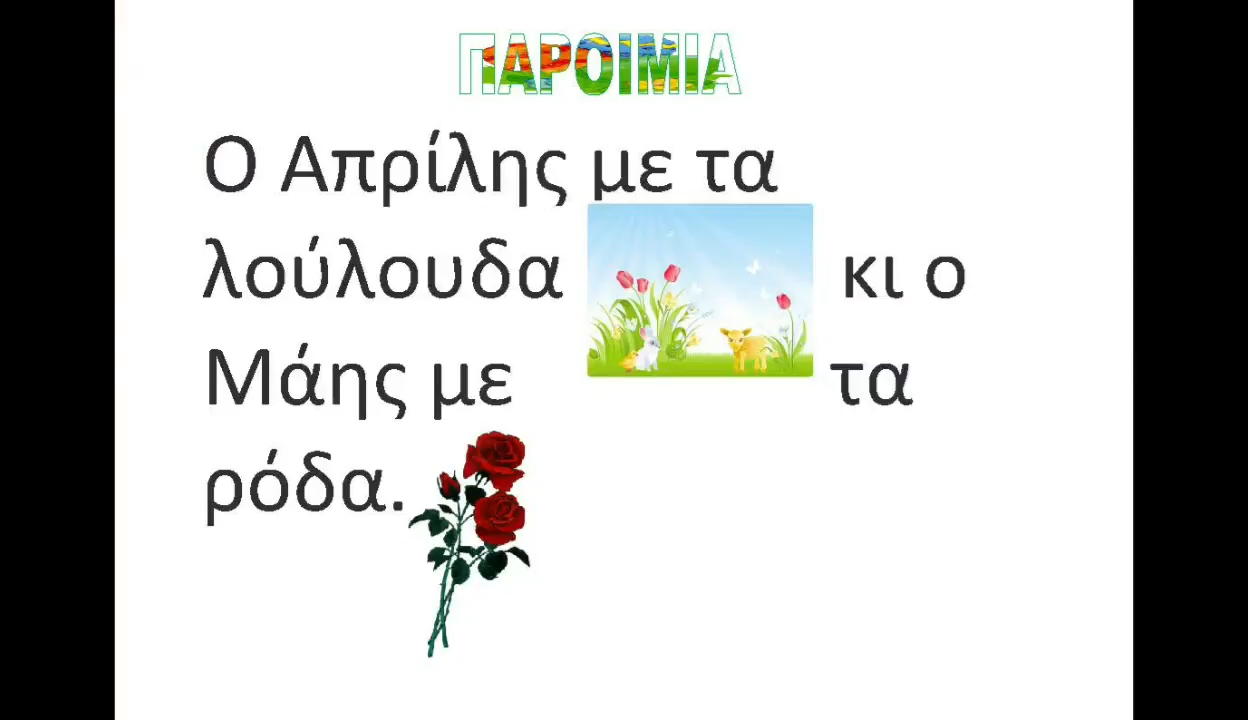 ΠΑΡΟΙΜΙΑ
Ο Απρίλης με τα
λούλουδα κι ο
Μάης με τα
ρόδα.